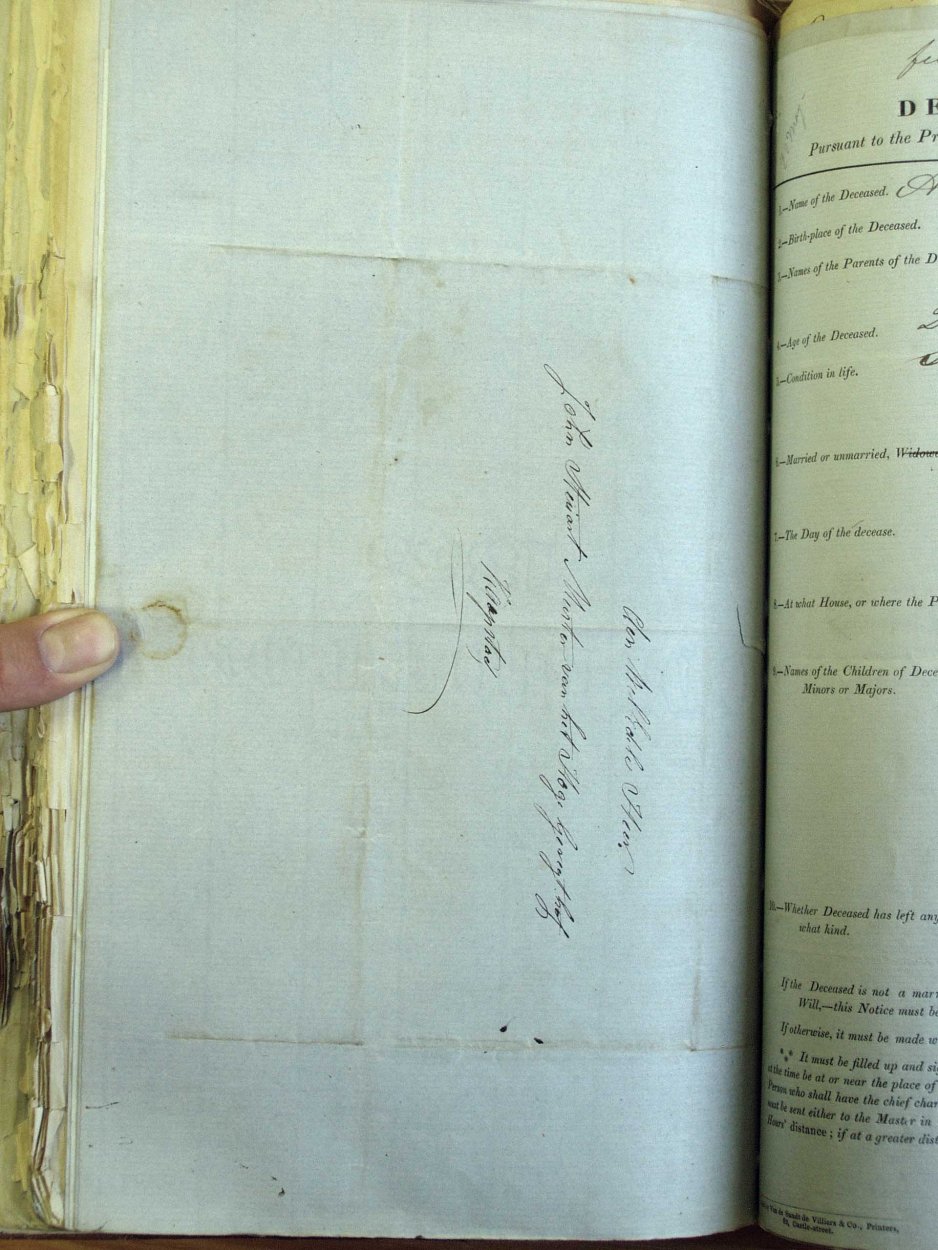 Den WelEdele Heer
John Steuart Meester van het Hoge Geregtshof
Kaapstad
DE
Pursuant to the Pr
1.—Name of the Deceased.
2.—Birth-place of the Deceased.
3.—Names of the Parents of the D
4.—Age of the Deceased.
5.—Condition in life.
6.—Married or unmarried, Widowe
7.—The Day of the decease.
8.—At what House, or where the P
9.—Names of the Children of Dece
Minors or Majors.
10.—Whether Deceased has left any
what kind.
If the Deceased is not a marr
Will,—this Notice must be
If otherwise, it must be made w
⁂ It must be filled up and sig
at the time be at or near the place of
Person who shall have the chief char
must be sent either to the Master in
Hours' distance; if at a greater dist
Van de Sandt de Villiers & Co., Printers,
Castle-street.